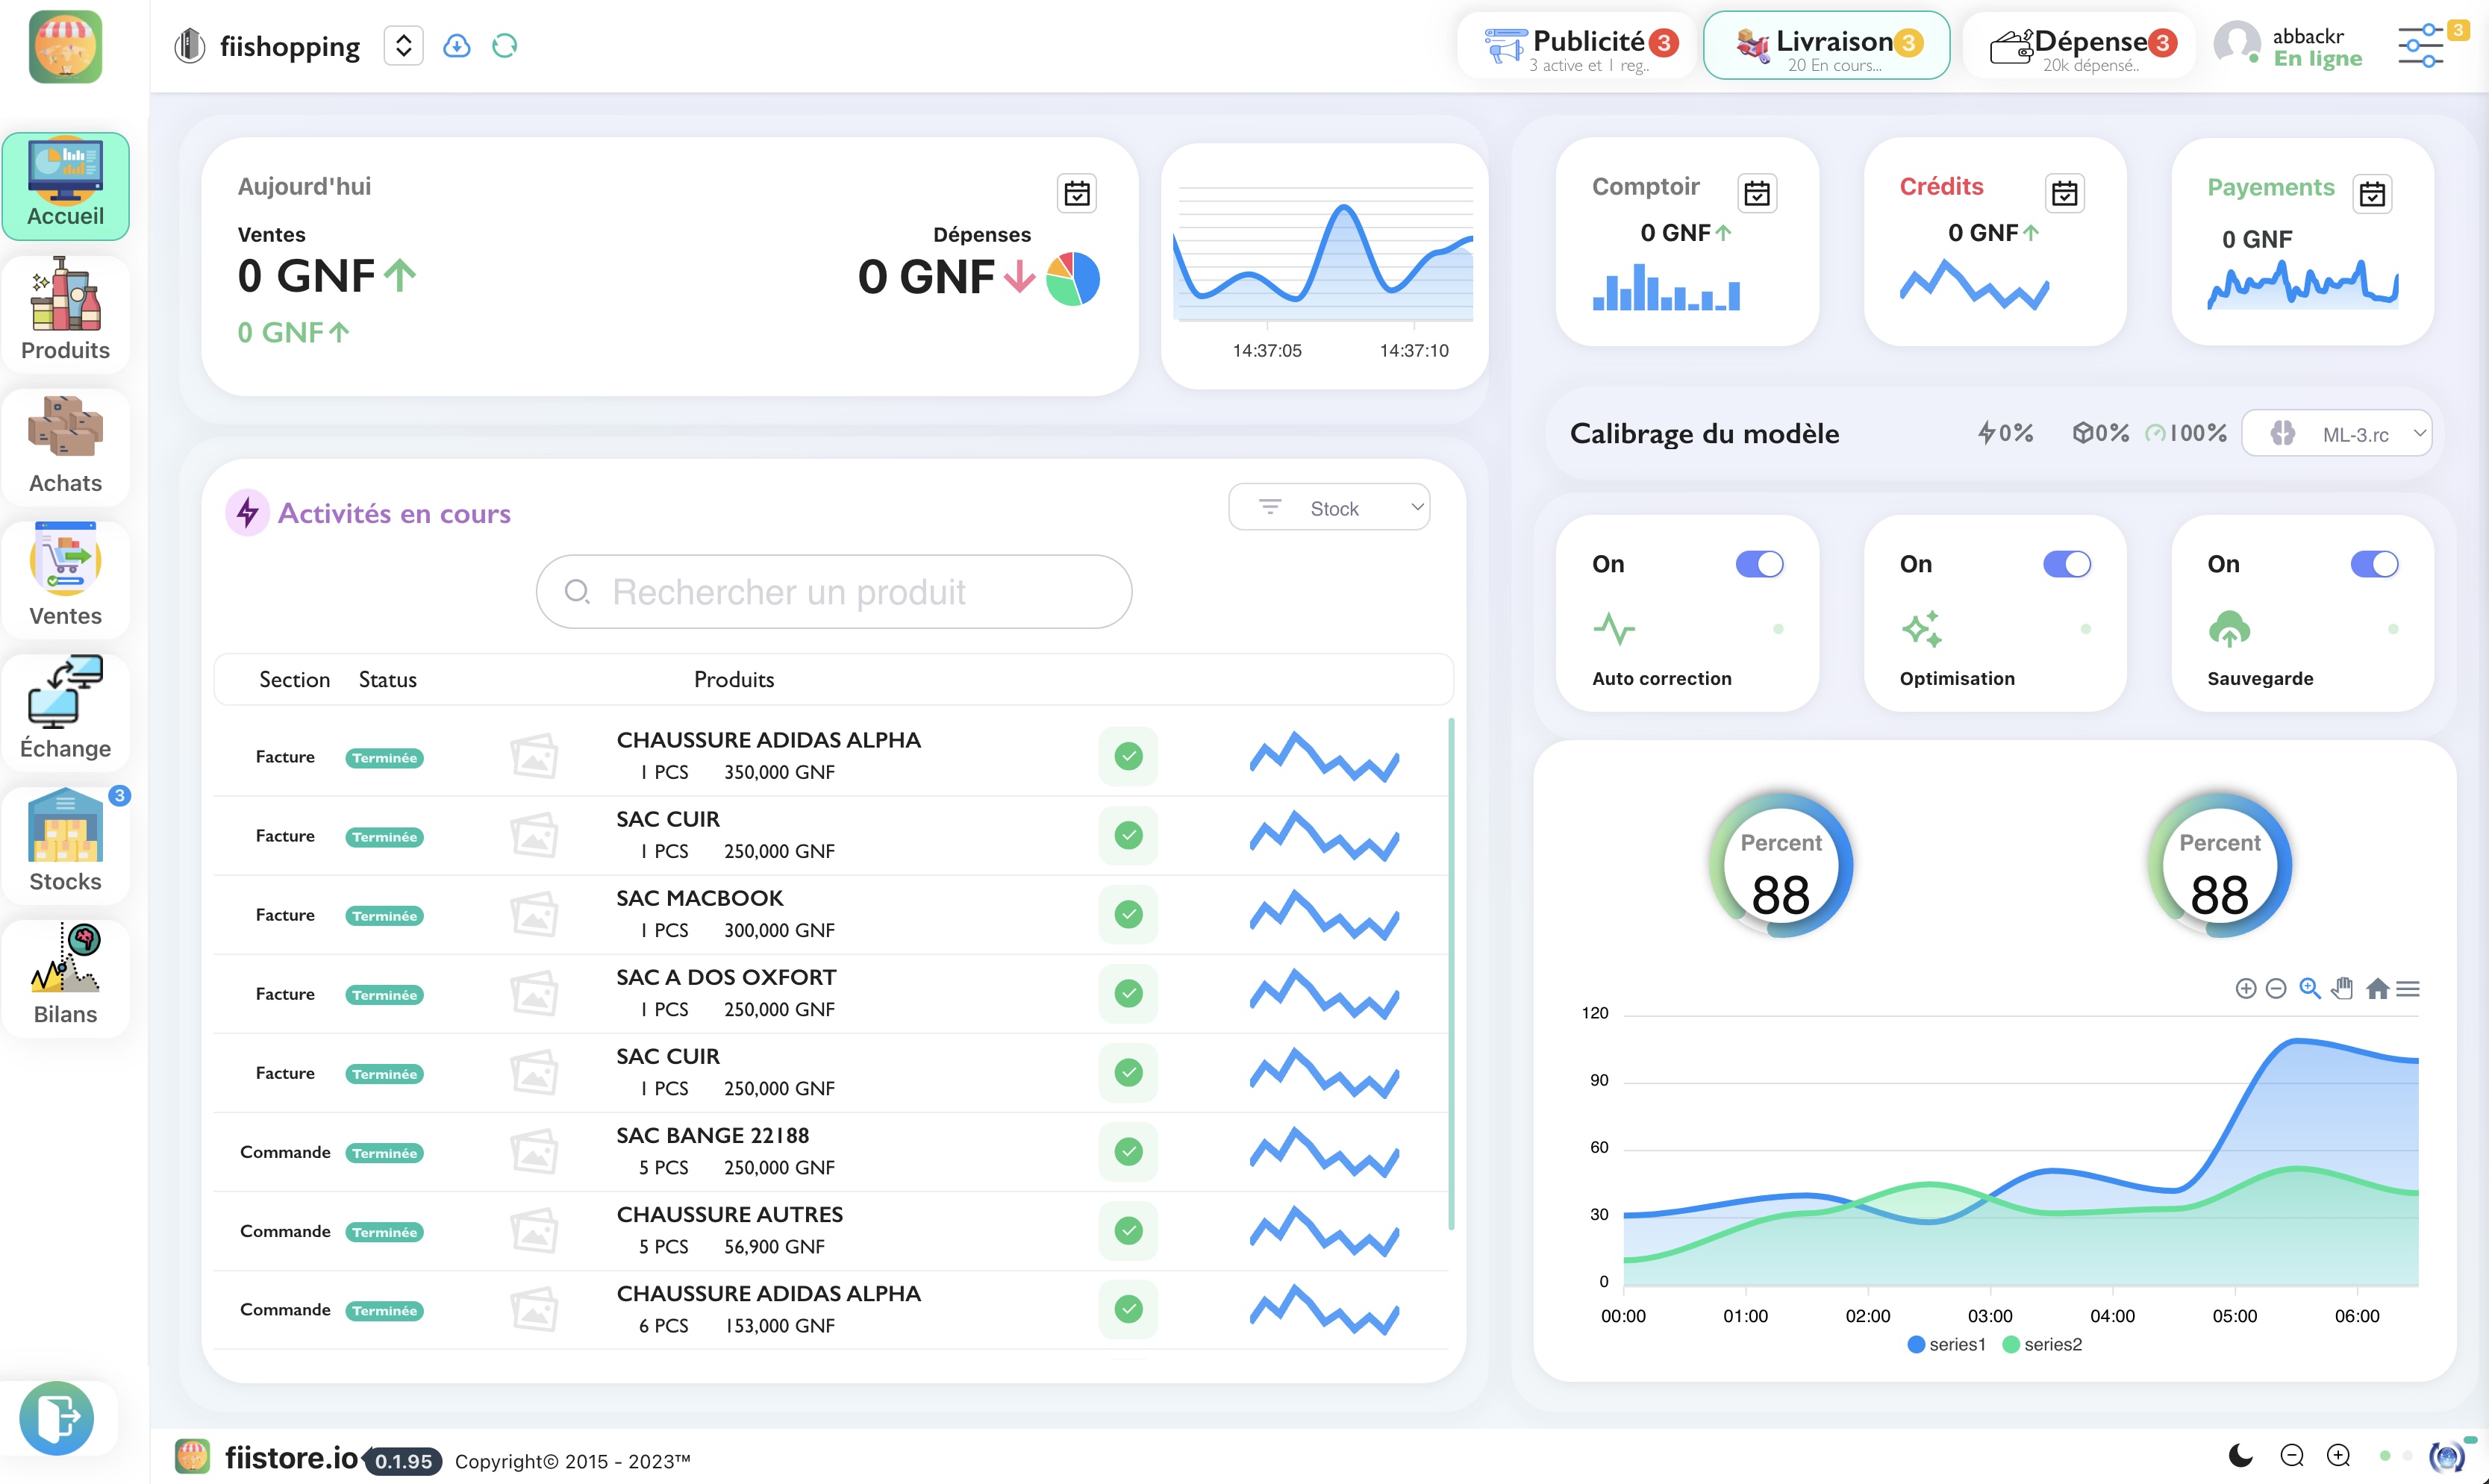 fiishopping
Publicité 3
3 active et 1 reg..
Livraison 3
20 En cours...
Dépense 3
20k dépensé..
abbackr
En ligne
3
Accueil
Produits
Achats
Ventes
Échange
3
Stocks
Bilans
Aujourd'hui
Ventes
0 GNF
0 GNF
Dépenses
0 GNF
14:37:05 14:37:10
Comptoir
0 GNF
Crédits
0 GNF
Payements
0 GNF
Calibrage du modèle 0% 0% 100% ML-3.rc
On
Auto correction
On
Optimisation
On
Sauvegarde
Activités en cours
Stock
Rechercher un produit
Section Status Produits
Facture Terminée CHAUSSURE ADIDAS ALPHA
1 PCS 350,000 GNF
Facture Terminée SAC CUIR
1 PCS 250,000 GNF
Facture Terminée SAC MACBOOK
1 PCS 300,000 GNF
Facture Terminée SAC A DOS OXFORT
1 PCS 250,000 GNF
Facture Terminée SAC CUIR
1 PCS 250,000 GNF
Commande Terminée SAC BANGE 22188
5 PCS 250,000 GNF
Commande Terminée CHAUSSURE AUTRES
5 PCS 56,900 GNF
Commande Terminée CHAUSSURE ADIDAS ALPHA
6 PCS 153,000 GNF
Percent
88
Percent
88
120
90
60
30
0
00:00 01:00 02:00 03:00 04:00 05:00 06:00
series1 series2
fiistore.io 0.1.95 Copyright© 2015 - 2023™